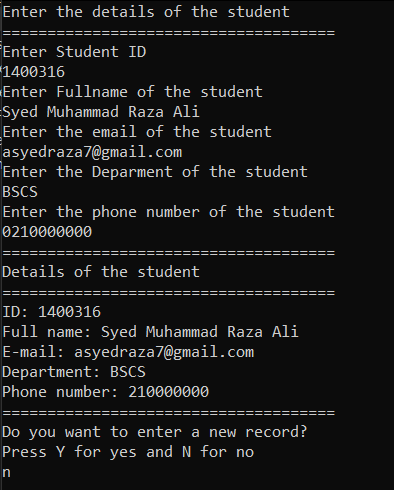 Enter the details of the student
=====================================
Enter Student ID
1400316
Enter Fullname of the student
Syed Muhammad Raza Ali
Enter the email of the student
asyedraza7@gmail.com
Enter the Deparment of the student
BSCS
Enter the phone number of the student
0210000000
=====================================
Details of the student
=====================================
ID: 1400316
Full name: Syed Muhammad Raza Ali
E-mail: asyedraza7@gmail.com
Department: BSCS
Phone number: 210000000
=====================================
Do you want to enter a new record?
Press Y for yes and N for no
n